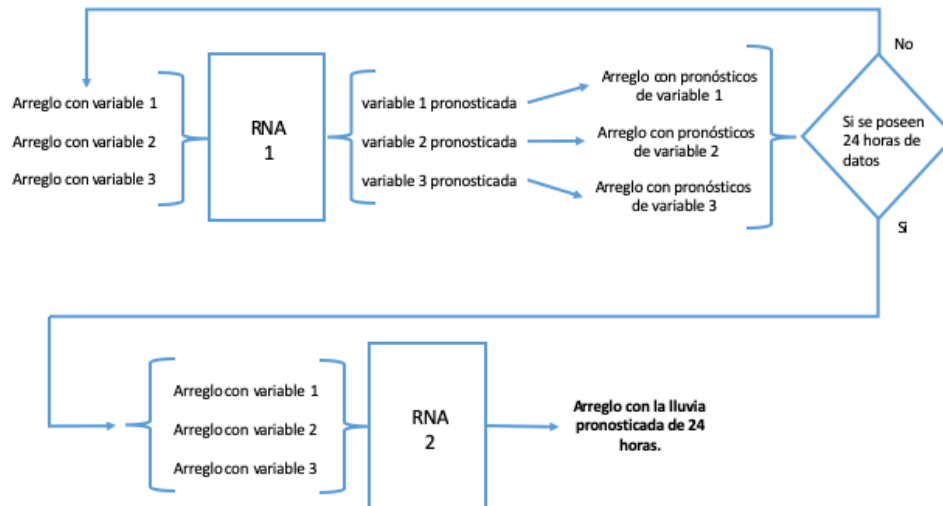 No
Arreglo con variable 1
Arreglo con variable 2
Arreglo con variable 3
RNA
1
variable 1 pronosticada
variable 2 pronosticada
variable 3 pronosticada
Arreglo con pronósticos
de variable 1
Arreglo con pronósticos
de variable 2
Arreglo con pronósticos
de variable 3
Si se poseen
24 horas de
datos
Si
Arreglo con variable 1
Arreglo con variable 2
Arreglo con variable 3
RNA
2
Arreglo con la lluvia
pronosticada de 24
horas.